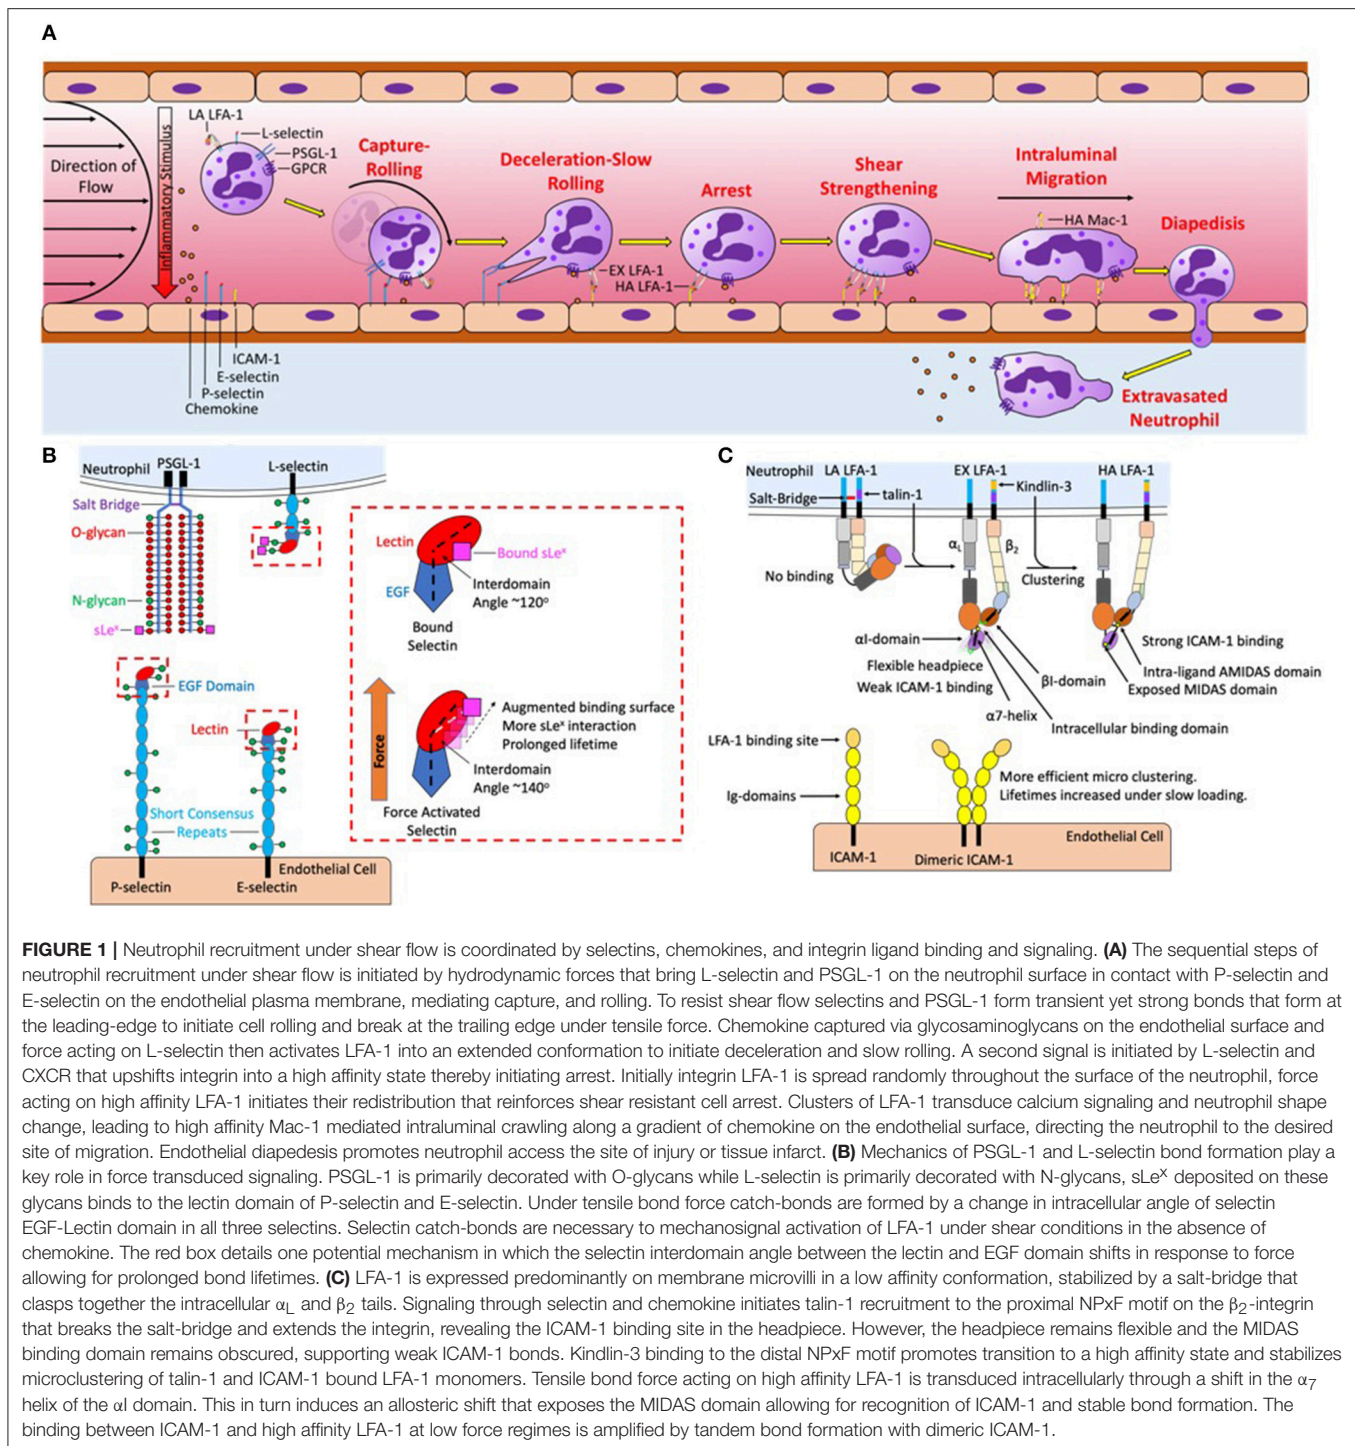 A
LA LFA-1
L-selectin
PSGL-1
GPCR
Direction of
Flow
Inflammatory Stimulus
Capture-
Rolling
Deceleration-Slow
Rolling
Arrest
Shear
Strengthening
Intraluminal
Migration
HA Mac-1
Diapedisis
EX LFA-1
HA LFA-1
ICAM-1
E-selectin
P-selectin
Chemokine
Extravasated
Neutrophil
B
Neutrophil
PSGL-1
L-selectin
Salt Bridge
O-glycan
N-glycan
sLeˣ
EGF Domain
Lectin
Short Consensus
Repeats
Endothelial Cell
P-selectin
E-selectin
Lectin
Bound sLeˣ
EGF
Interdomain
Angle ~120°
Bound
Selectin
Force
Augmented binding surface
More sLeˣ interaction
Prolonged lifetime
Interdomain
Angle ~140°
Force Activated
Selectin
C
Neutrophil
LA LFA-1
EX LFA-1
HA LFA-1
Salt-Bridge
talin-1
Kindlin-3
αL
β2
No binding
Clustering
αI-domain
Flexible headpiece
Weak ICAM-1 binding
α7-helix
βI-domain
Intracellular binding domain
Strong ICAM-1 binding
Intra-ligand AMIDAS domain
Exposed MIDAS domain
LFA-1 binding site
Ig-domains
More efficient micro clustering.
Lifetimes increased under slow loading.
Endothelial Cell
ICAM-1
Dimeric ICAM-1
FIGURE 1 | Neutrophil recruitment under shear flow is coordinated by selectins, chemokines, and integrin ligand binding and signaling. (A) The sequential steps of
neutrophil recruitment under shear flow is initiated by hydrodynamic forces that bring L-selectin and PSGL-1 on the neutrophil surface in contact with P-selectin and
E-selectin on the endothelial plasma membrane, mediating capture, and rolling. To resist shear flow selectins and PSGL-1 form transient yet strong bonds that form at
the leading-edge to initiate cell rolling and break at the trailing edge under tensile force. Chemokine captured via glycosaminoglycans on the endothelial surface and
force acting on L-selectin then activates LFA-1 into an extended conformation to initiate deceleration and slow rolling. A second signal is initiated by L-selectin and
CXCR that upshifts integrin into a high affinity state thereby initiating arrest. Initially integrin LFA-1 is spread randomly throughout the surface of the neutrophil, force
acting on high affinity LFA-1 initiates their redistribution that reinforces shear resistant cell arrest. Clusters of LFA-1 transduce calcium signaling and neutrophil shape
change, leading to high affinity Mac-1 mediated intraluminal crawling along a gradient of chemokine on the endothelial surface, directing the neutrophil to the desired
site of migration. Endothelial diapedesis promotes neutrophil access the site of injury or tissue infarct. (B) Mechanics of PSGL-1 and L-selectin bond formation play a
key role in force transduced signaling. PSGL-1 is primarily decorated with O-glycans while L-selectin is primarily decorated with N-glycans, sLeˣ deposited on these
glycans binds to the lectin domain of P-selectin and E-selectin. Under tensile bond force catch-bonds are formed by a change in intracellular angle of selectin
EGF-Lectin domain in all three selectins. Selectin catch-bonds are necessary to mechanosignal activation of LFA-1 under shear conditions in the absence of
chemokine. The red box details one potential mechanism in which the selectin interdomain angle between the lectin and EGF domain shifts in response to force
allowing for prolonged bond lifetimes. (C) LFA-1 is expressed predominantly on membrane microvilli in a low affinity conformation, stabilized by a salt-bridge that
clasps together the intracellular αL and β2 tails. Signaling through selectin and chemokine initiates talin-1 recruitment to the proximal NPxF motif on the β2-integrin
that breaks the salt-bridge and extends the integrin, revealing the ICAM-1 binding site in the headpiece. However, the headpiece remains flexible and the MIDAS
binding domain remains obscured, supporting weak ICAM-1 bonds. Kindlin-3 binding to the distal NPxF motif promotes transition to a high affinity state and stabilizes
microclustering of talin-1 and ICAM-1 bound LFA-1 monomers. Tensile bond force acting on high affinity LFA-1 is transduced intracellularly through a shift in the α7
helix of the αI domain. This in turn induces an allosteric shift that exposes the MIDAS domain allowing for recognition of ICAM-1 and stable bond formation. The
binding between ICAM-1 and high affinity LFA-1 at low force regimes is amplified by tandem bond formation with dimeric ICAM-1.